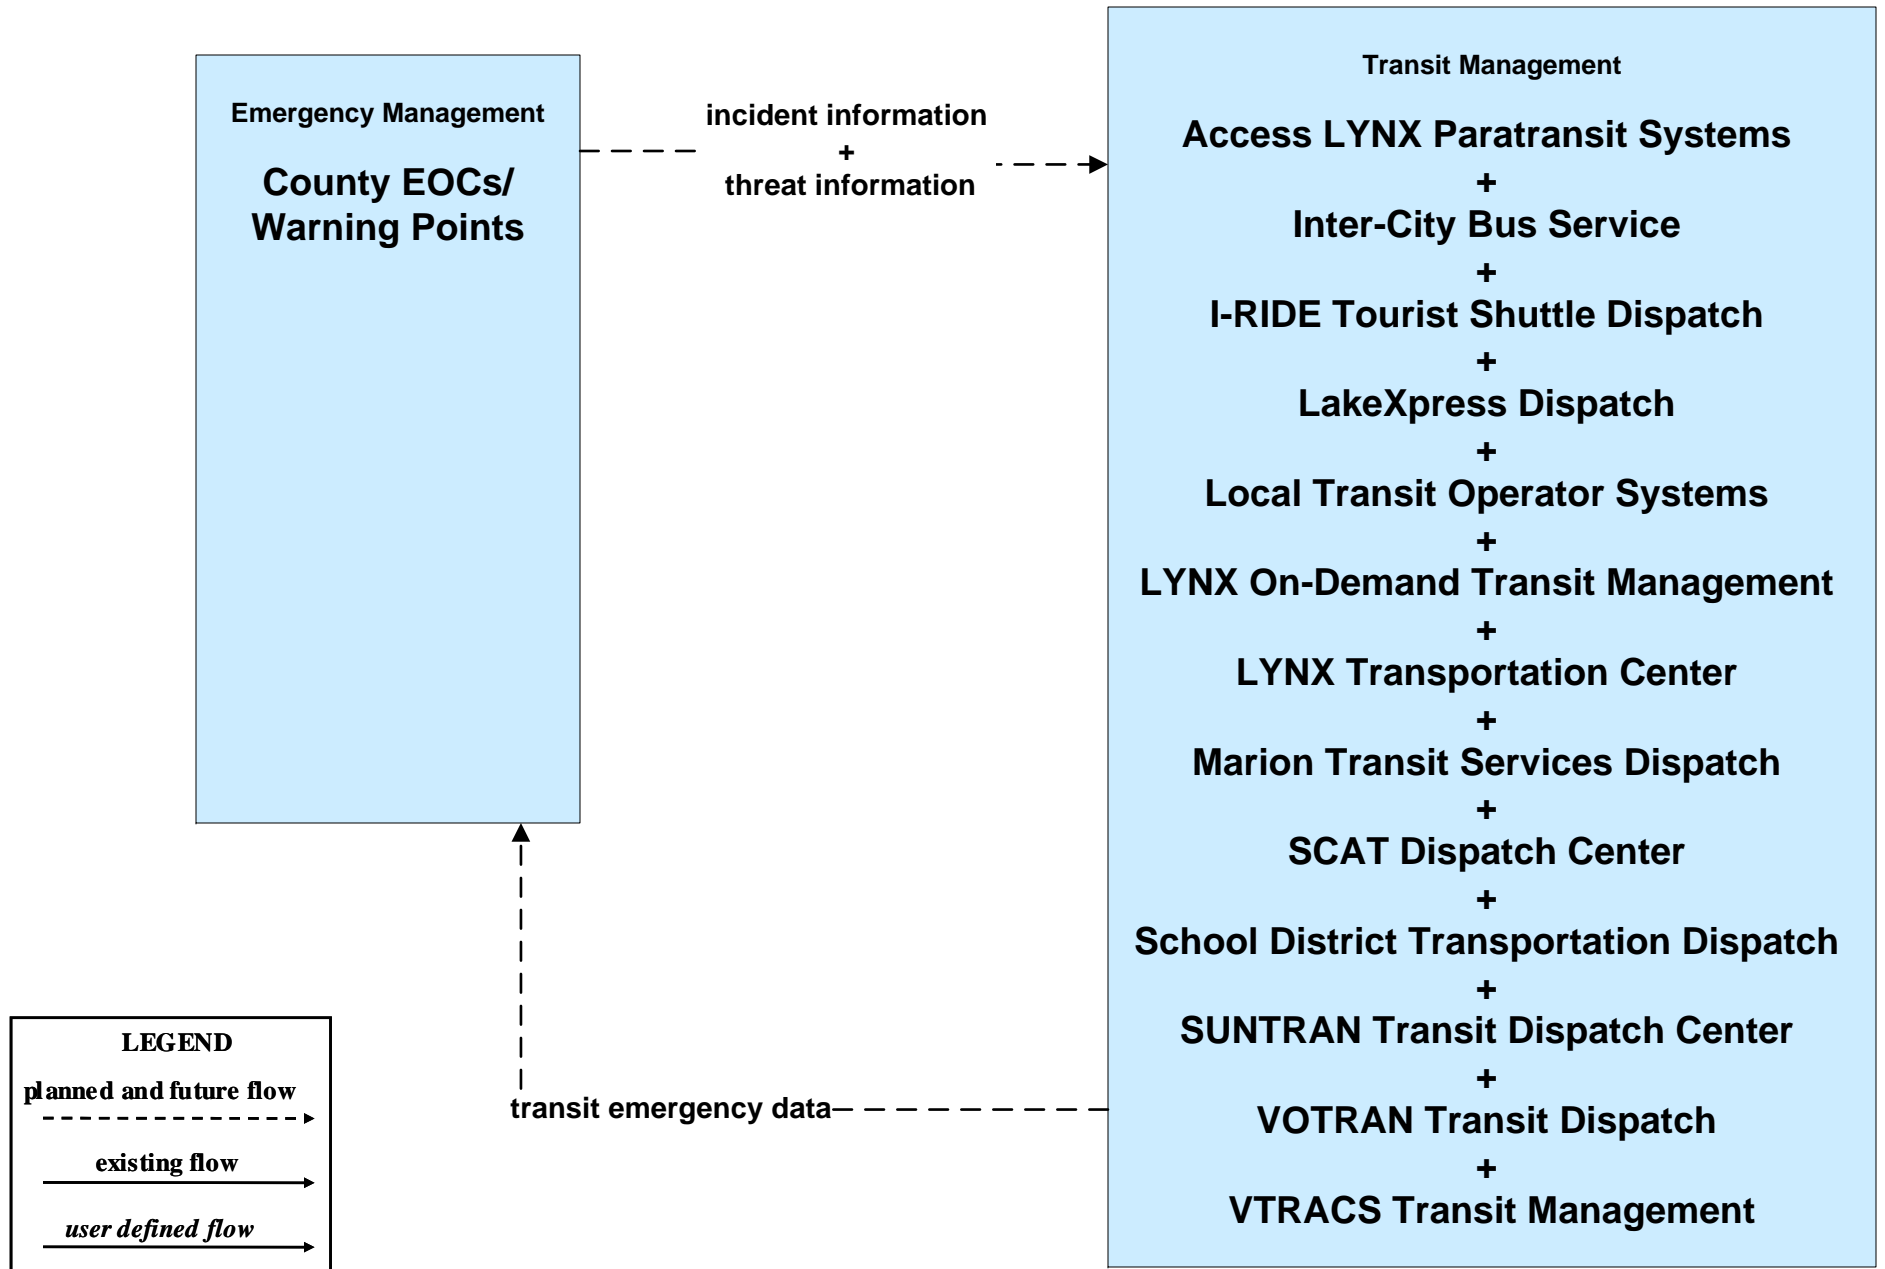 Emergency Management
County EOCs/
Warning Points
incident information
+
threat information
Transit Management
Access LYNX Paratransit Systems
+
Inter-City Bus Service
+
I-RIDE Tourist Shuttle Dispatch
+
LakeXpress Dispatch
+
Local Transit Operator Systems
+
LYNX On-Demand Transit Management
+
LYNX Transportation Center
+
Marion Transit Services Dispatch
+
SCAT Dispatch Center
+
School District Transportation Dispatch
+
SUNTRAN Transit Dispatch Center
+
VOTRAN Transit Dispatch
+
VTRACS Transit Management
transit emergency data
LEGEND
planned and future flow
existing flow
user defined flow